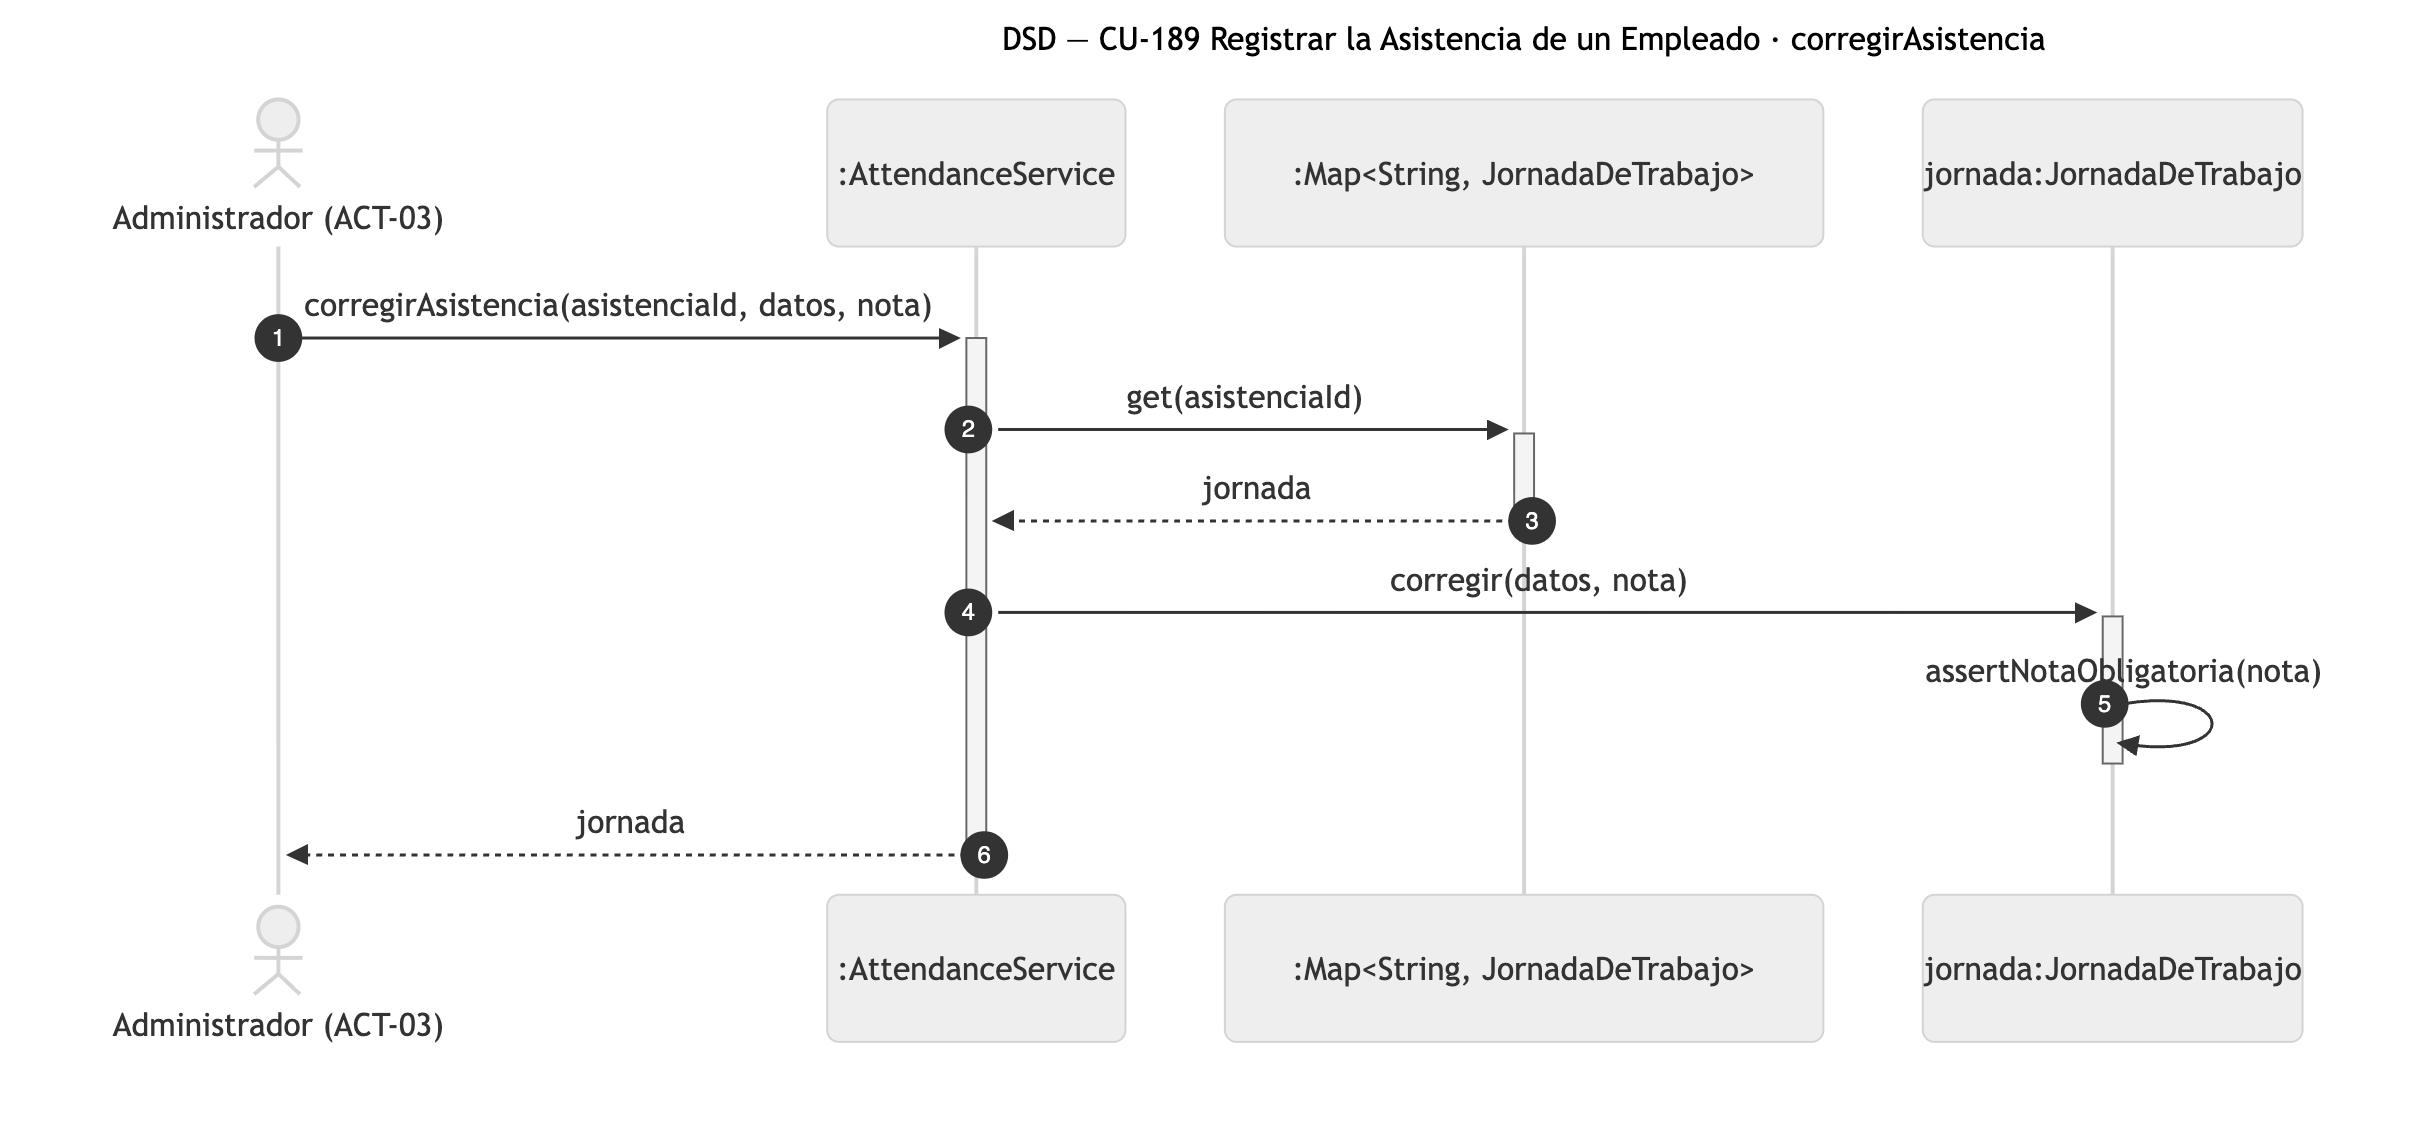 DSD — CU-189 Registrar la Asistencia de un Empleado · corregirAsistencia
Administrador (ACT-03)
:AttendanceService
:Map<String, JornadaDeTrabajo>
jornada:JornadaDeTrabajo
corregirAsistencia(asistenciaId, datos, nota)
1
get(asistenciaId)
2
jornada
3
corregir(datos, nota)
4
assertNotaObligatoria(nota)
5
jornada
6
Administrador (ACT-03)
:AttendanceService
:Map<String, JornadaDeTrabajo>
jornada:JornadaDeTrabajo